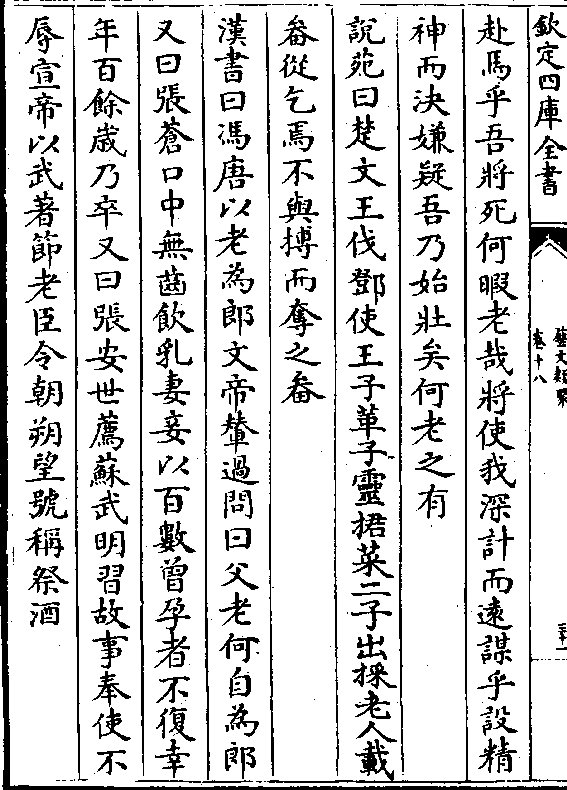 欽定四庫全書
藝文類聚
卷十八
赴馬乎吾將死何暇老哉將使我深計而遠謀乎設精
神而決嫌疑吾乃始壯矣何老之有
說苑曰楚文王伐鄧使王子革子靈捃菜二子出採老人載
畚從乞焉不與搏而奪之畚
漢書曰馮唐以老為郎文帝輦過問曰父老何自為郎
又曰張蒼口中無齒飲乳妻妾以百數曾孕者不復幸
年百餘歲乃卒又曰張安世薦蘇武明習故事奉使不
辱宣帝以武著節老臣令朝朔望號稱祭酒